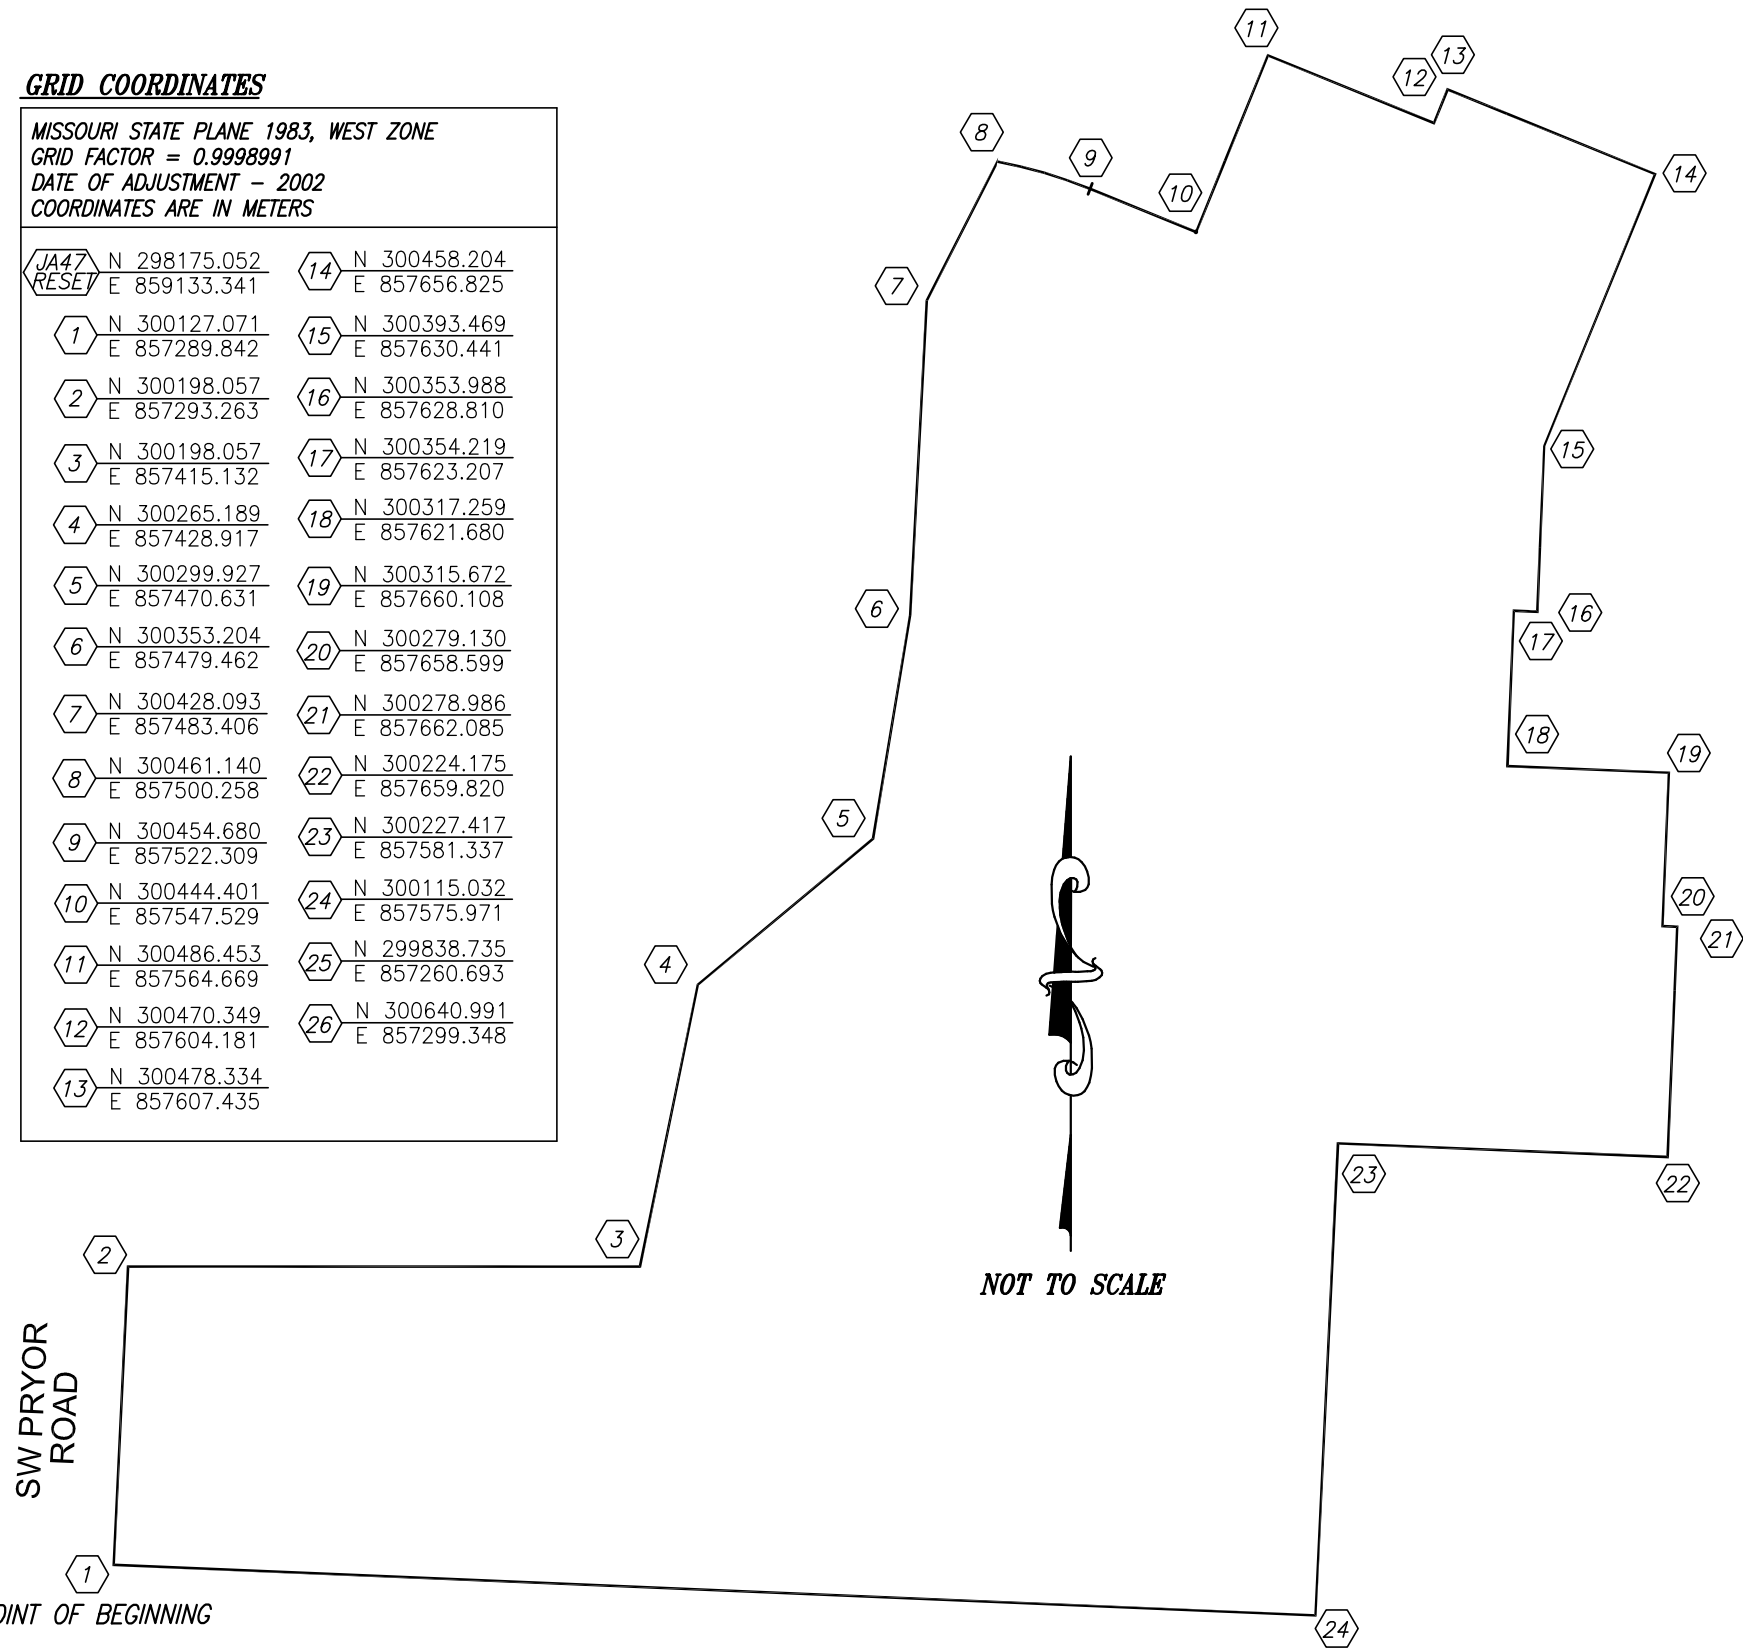 GRID COORDINATES
MISSOURI STATE PLANE 1983, WEST ZONE
GRID FACTOR = 0.9998991
DATE OF ADJUSTMENT – 2002
COORDINATES ARE IN METERS
JA47
RESET
N 298175.052
E 859133.341
1
N 300127.071
E 857289.842
2
N 300198.057
E 857293.263
3
N 300198.057
E 857415.132
4
N 300265.189
E 857428.917
5
N 300299.927
E 857470.631
6
N 300353.204
E 857479.462
7
N 300428.093
E 857483.406
8
N 300461.140
E 857500.258
9
N 300454.680
E 857522.309
10
N 300444.401
E 857547.529
11
N 300486.453
E 857564.669
12
N 300470.349
E 857604.181
13
N 300478.334
E 857607.435
14
N 300458.204
E 857656.825
15
N 300393.469
E 857630.441
16
N 300353.988
E 857628.810
17
N 300354.219
E 857623.207
18
N 300317.259
E 857621.680
19
N 300315.672
E 857660.108
20
N 300279.130
E 857658.599
21
N 300278.986
E 857662.085
22
N 300224.175
E 857659.820
23
N 300227.417
E 857581.337
24
N 300115.032
E 857575.971
25
N 299838.735
E 857260.693
26
N 300640.991
E 857299.348
11
13
12
8
9
14
10
7
15
6
16
17
18
19
5
20
21
4
23
22
3
2
NOT TO SCALE
SW PRYOR
ROAD
1
OINT OF BEGINNING
24